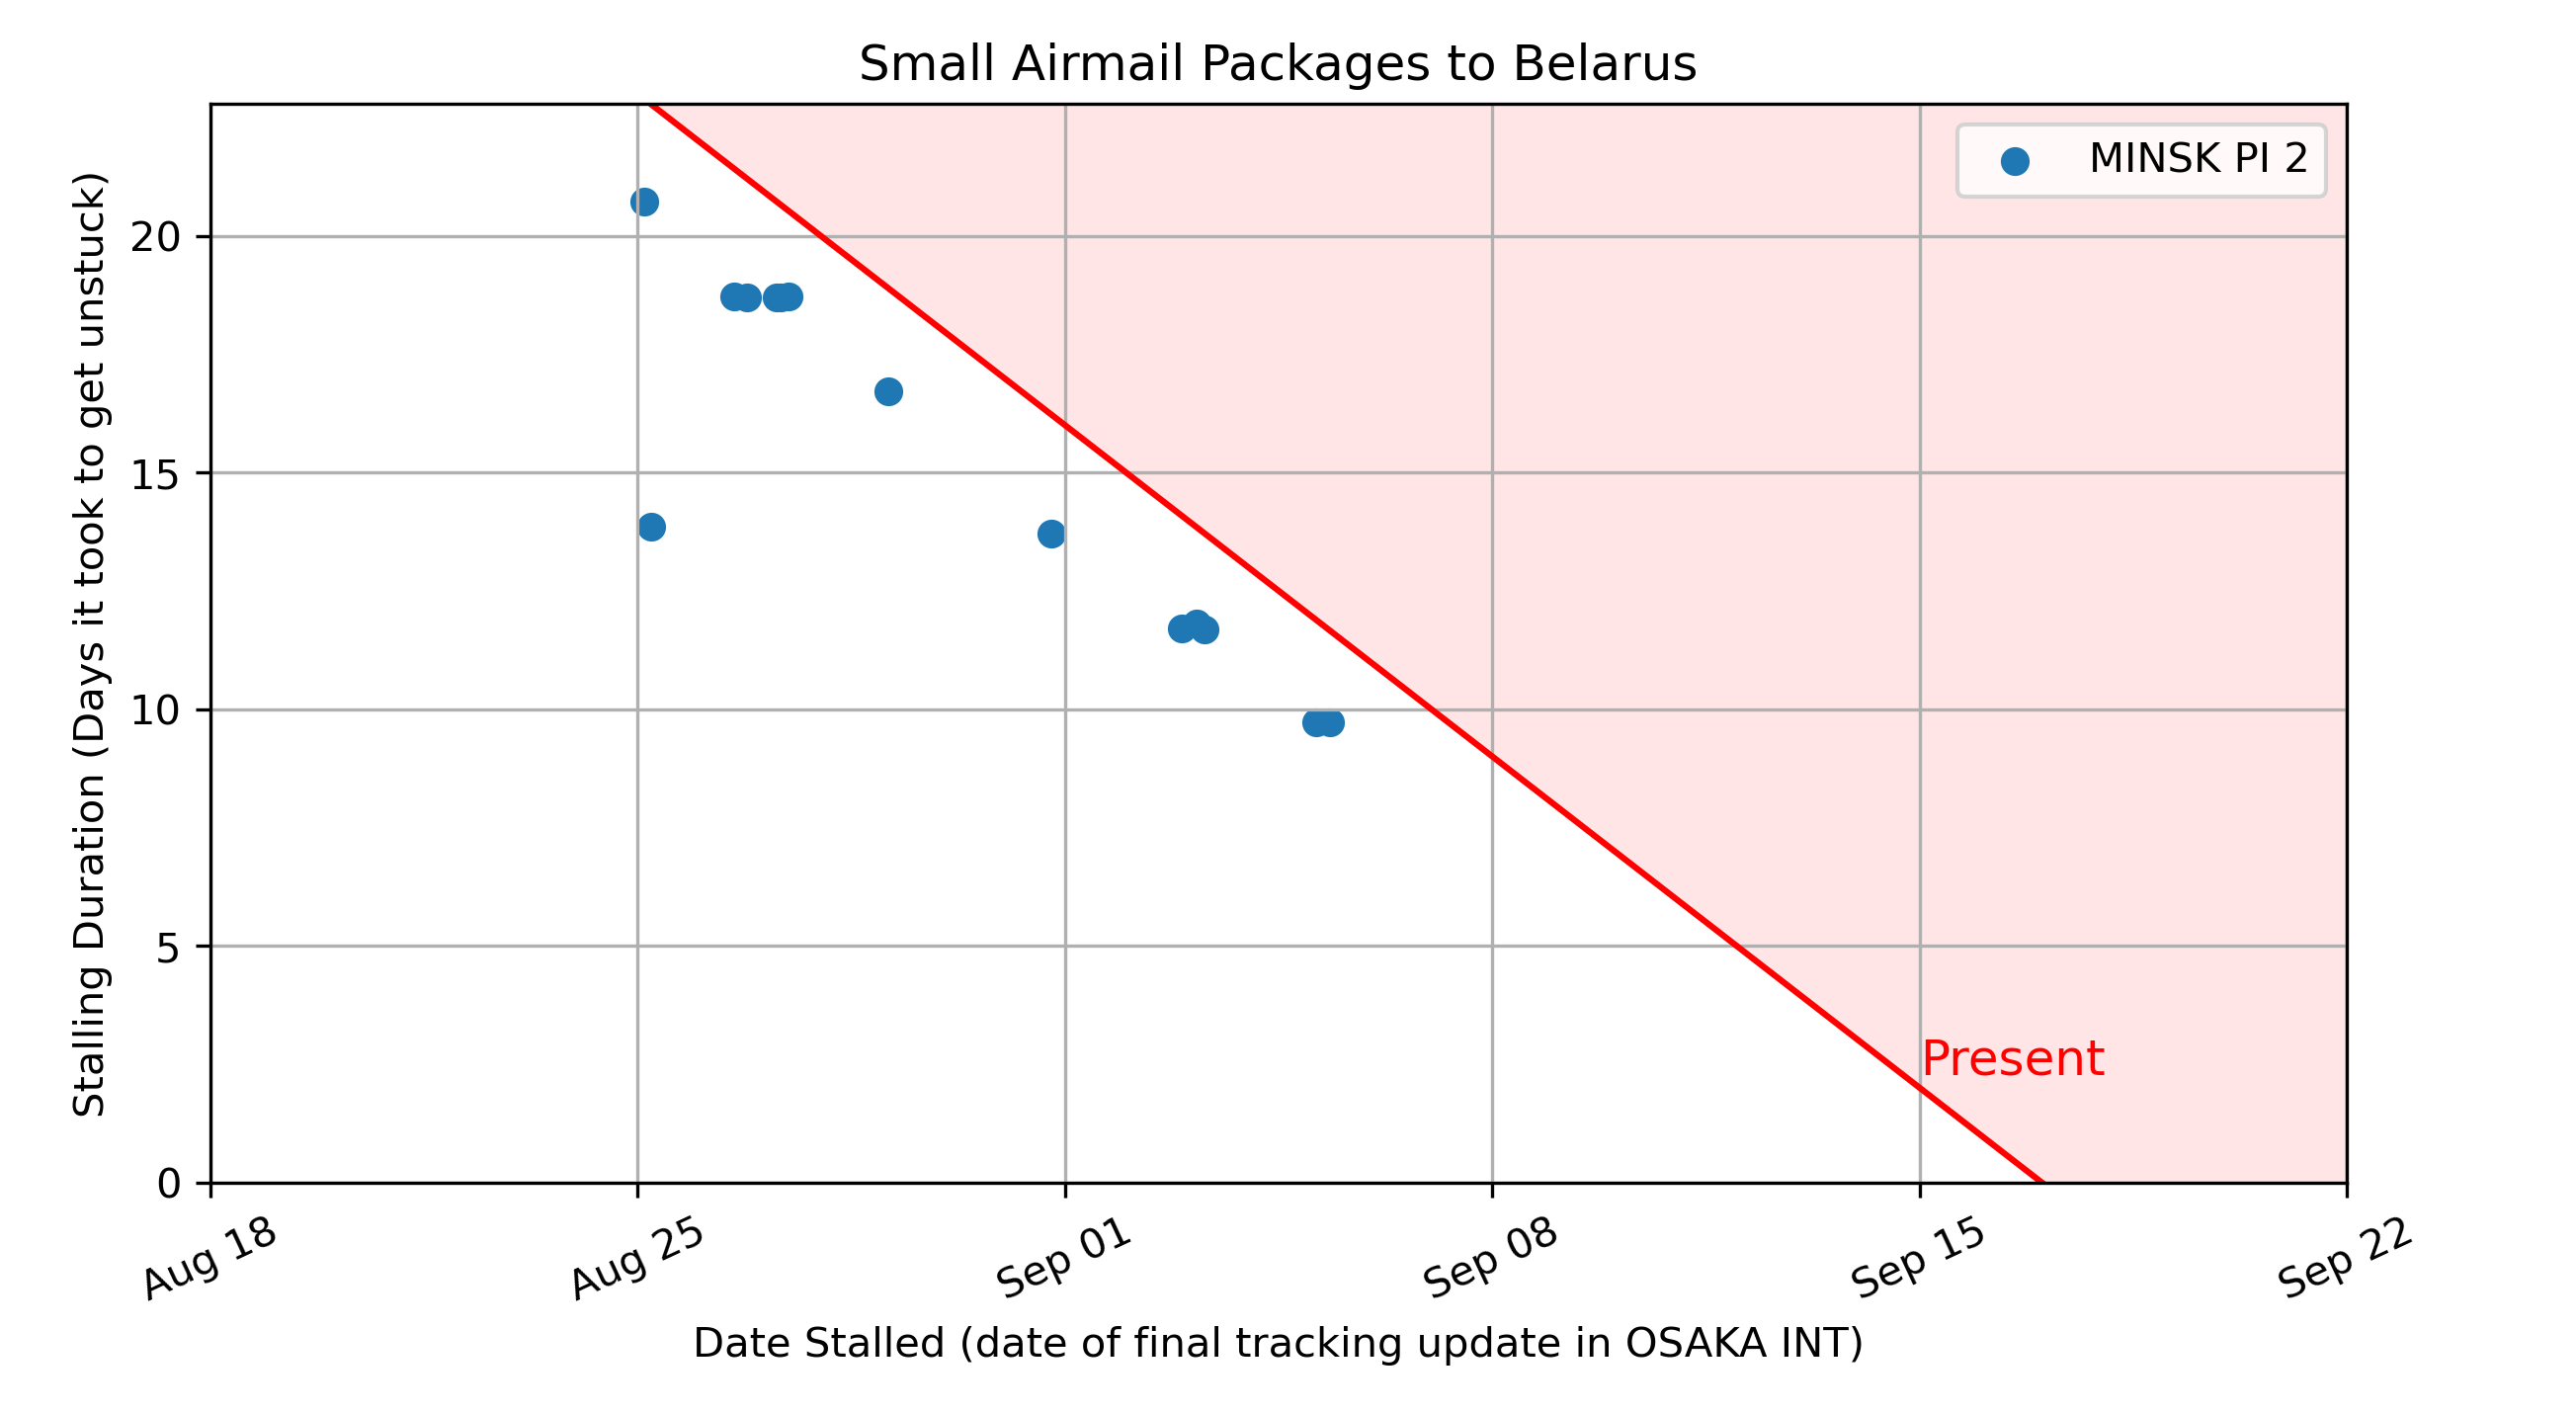 Small Airmail Packages to Belarus
MINSK PI 2
Stalling Duration (Days it took to get unstuck)
20
15
10
5
0
Present
Aug 18
Aug 25
Sep 01
Sep 08
Sep 15
Sep 22
Date Stalled (date of final tracking update in OSAKA INT)